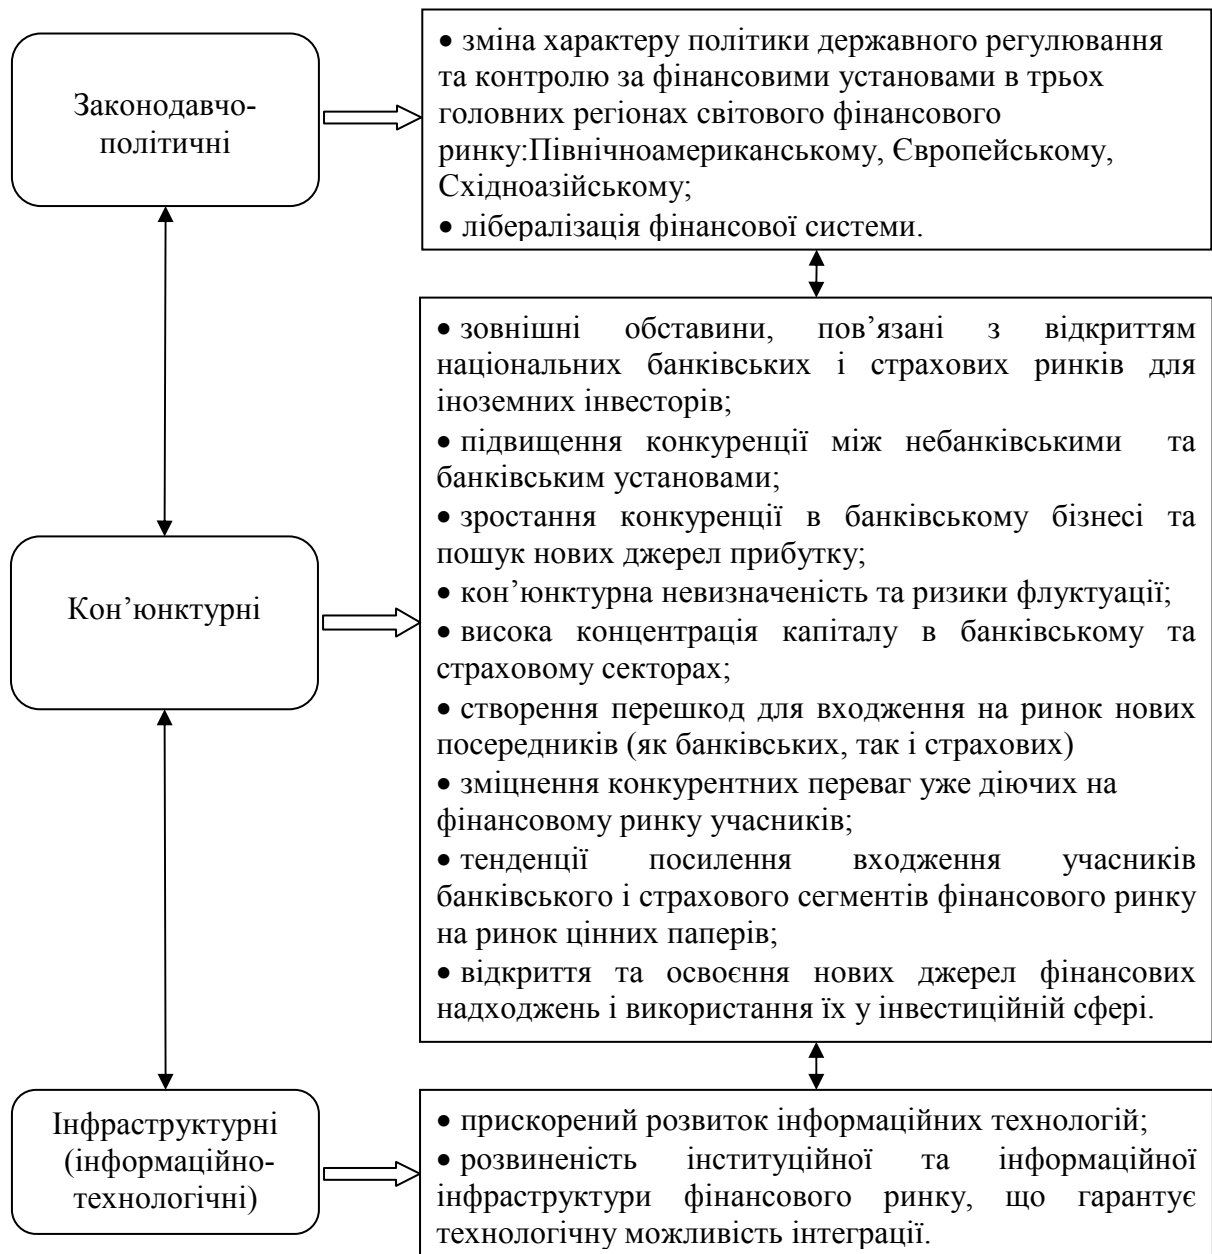 Законодавчо-
політичні
• зміна характеру політики державного регулювання
та контролю за фінансовими установами в трьох
головних регіонах світового фінансового
ринку:Північноамериканському, Європейському,
Східноазійському;
• лібералізація фінансової системи.
Кон’юнктурні
• зовнішні обставини, пов’язані з відкриттям
національних банківських і страхових ринків для
іноземних інвесторів;
• підвищення конкуренції між небанківськими та
банківським установами;
• зростання конкуренції в банківському бізнесі та
пошук нових джерел прибутку;
• кон’юнктурна невизначеність та ризики флуктуації;
• висока концентрація капіталу в банківському та
страховому секторах;
• створення перешкод для входження на ринок нових
посередників (як банківських, так і страхових)
• зміцнення конкурентних переваг уже діючих на
фінансовому ринку учасників;
• тенденції посилення входження учасників
банківського і страхового сегментів фінансового ринку
на ринок цінних паперів;
• відкриття та освоєння нових джерел фінансових
надходжень і використання їх у інвестиційній сфері.
Інфраструктурні
(інформаційно-
технологічні)
• прискорений розвиток інформаційних технологій;
• розвиненість інституційної та інформаційної
інфраструктури фінансового ринку, що гарантує
технологічну можливість інтеграції.